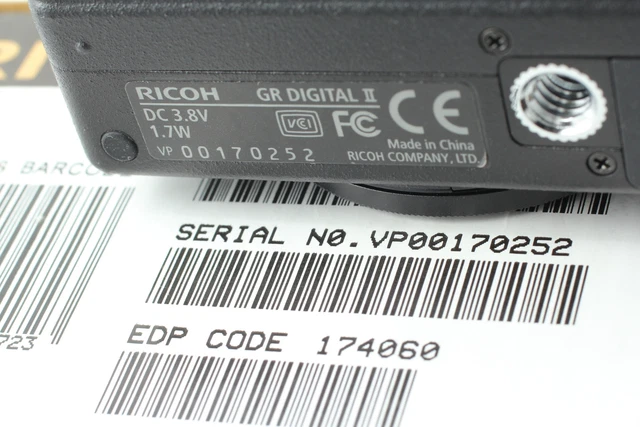 RICOH GR DIGITAL II
DC 3.8V
1.7W
VCI FC CE
Made in China
VP 00170252 RICOH COMPANY, LTD.
SERIAL NO. VP00170252
EDP CODE 174060
723